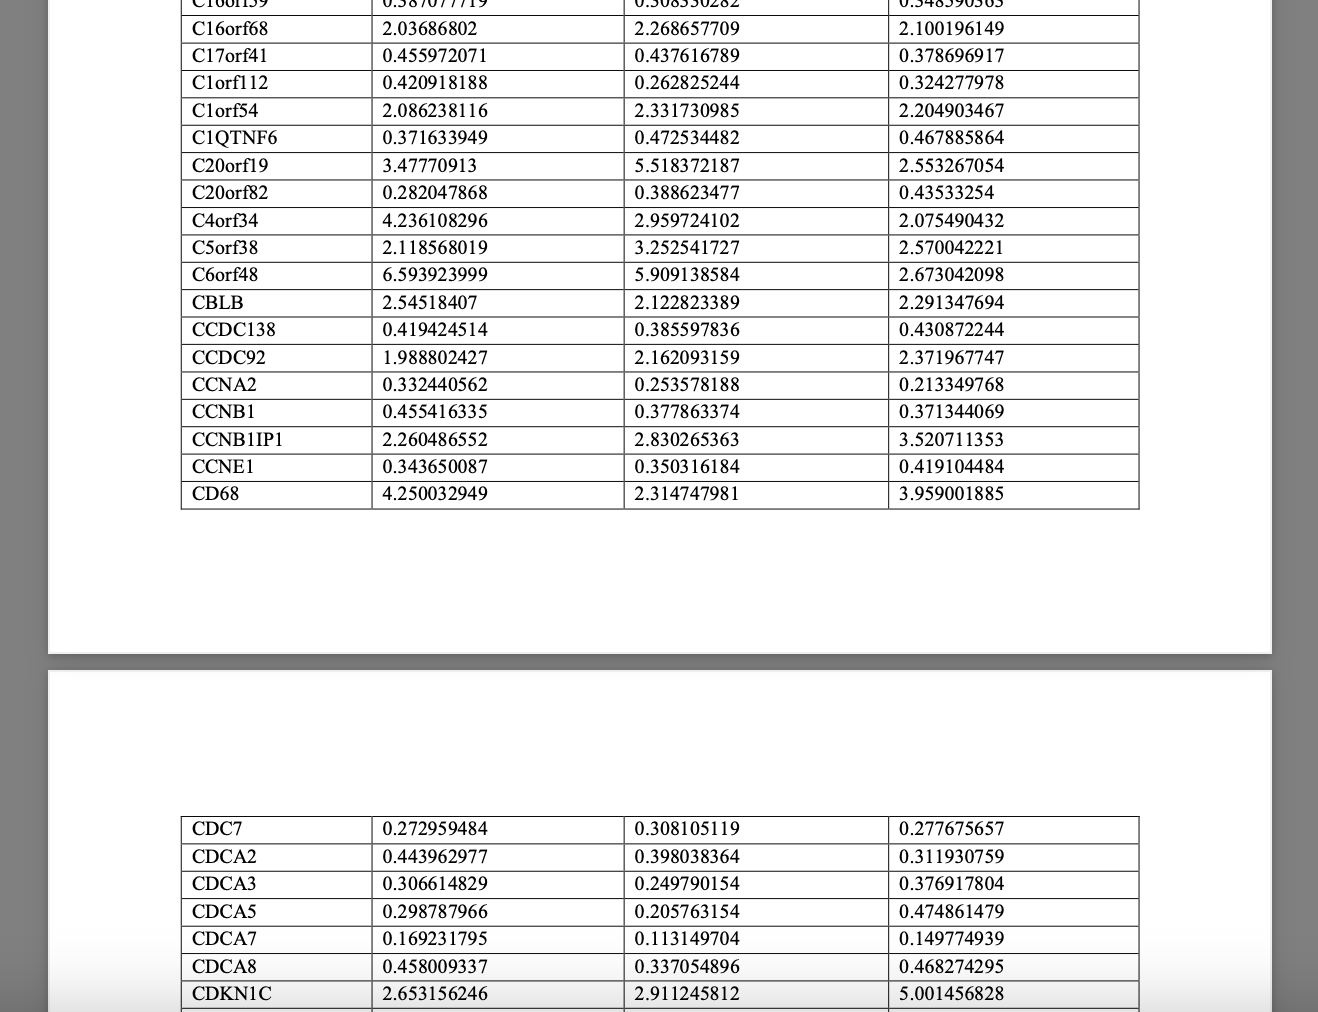 C16orf68 2.03686802 2.268657709 2.100196149
C17orf41 0.455972071 0.437616789 0.378696917
C1orf112 0.420918188 0.262825244 0.324277978
C1orf54 2.086238116 2.331730985 2.204903467
C1QTNF6 0.371633949 0.472534482 0.467885864
C20orf19 3.47770913 5.518372187 2.553267054
C20orf82 0.282047868 0.388623477 0.43533254
C4orf34 4.236108296 2.959724102 2.075490432
C5orf38 2.118568019 3.252541727 2.570042221
C6orf48 6.593923999 5.909138584 2.673042098
CBLB 2.54518407 2.122823389 2.291347694
CCDC138 0.419424514 0.385597836 0.430872244
CCDC92 1.988802427 2.162093159 2.371967747
CCNA2 0.332440562 0.253578188 0.213349768
CCNB1 0.455416335 0.377863374 0.371344069
CCNB1IP1 2.260486552 2.830265363 3.520711353
CCNE1 0.343650087 0.350316184 0.419104484
CD68 4.250032949 2.314747981 3.959001885
CDC7 0.272959484 0.308105119 0.277675657
CDCA2 0.443962977 0.398038364 0.311930759
CDCA3 0.306614829 0.249790154 0.376917804
CDCA5 0.298787966 0.205763154 0.474861479
CDCA7 0.169231795 0.113149704 0.149774939
CDCA8 0.458009337 0.337054896 0.468274295
CDKN1C 2.653156246 2.911245812 5.001456828